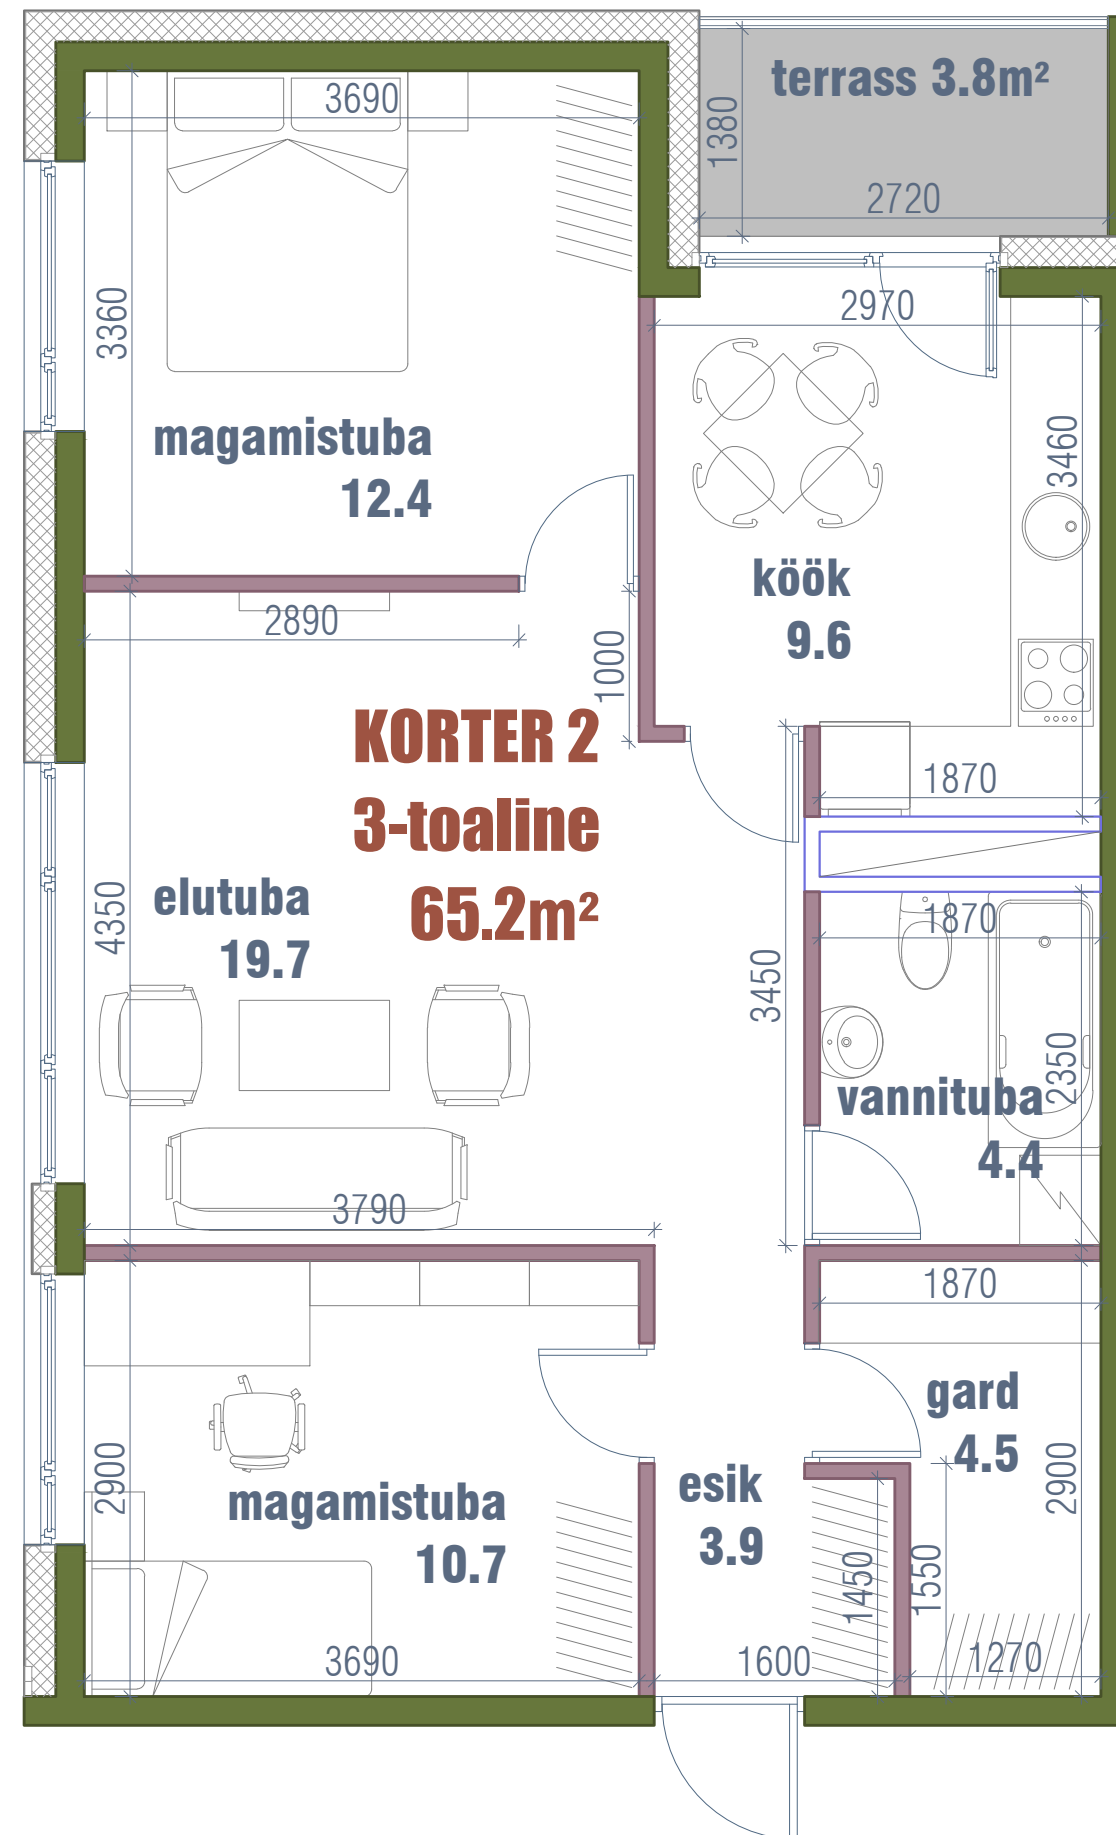 terrass 3.8m²
3690
1380
2720
2970
3360
3460
magamistuba
12.4
köök
9.6
2890
1000
KORTER 2
3-toaline
65.2m²
1870
elutuba
19.7
4350
1870
3450
2350
vannituba
4.4
3790
1870
gard
4.5
2900
magamistuba
10.7
esik
3.9
2900
1450
1550
3690
1600
1270